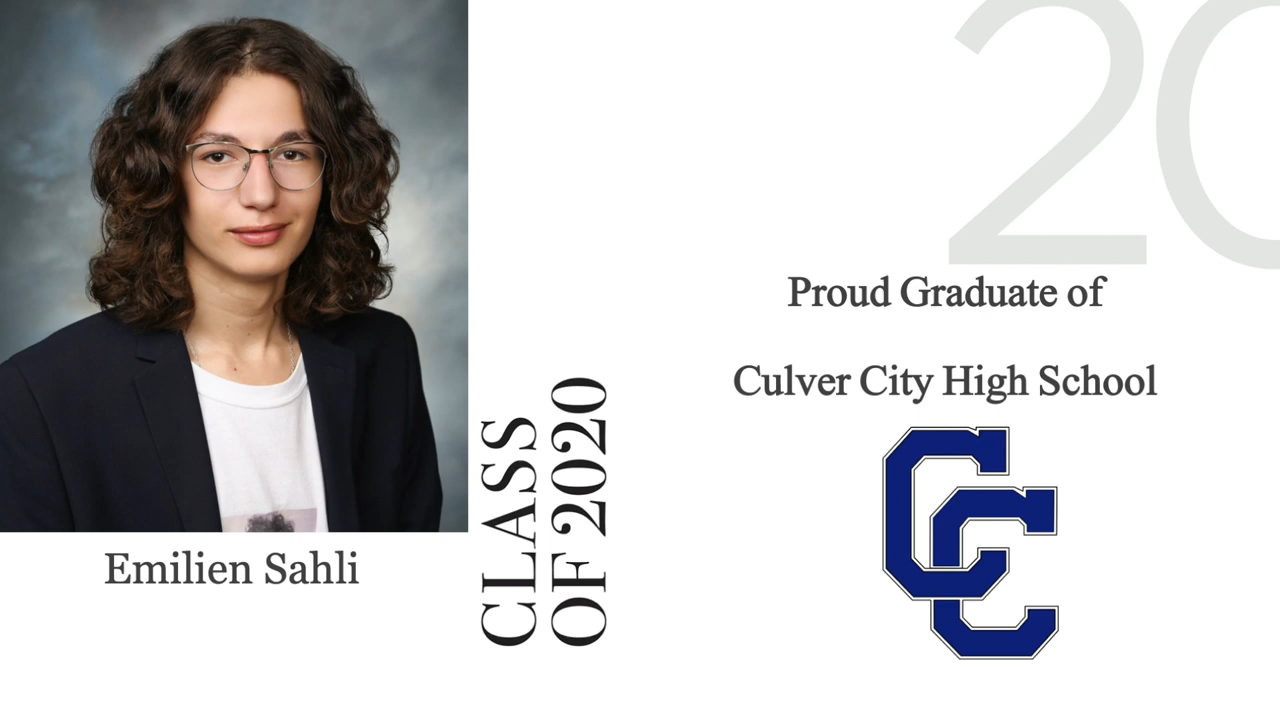 20
Proud Graduate of
Culver City High School
CC
CLASS
OF 2020
Emilien Sahli